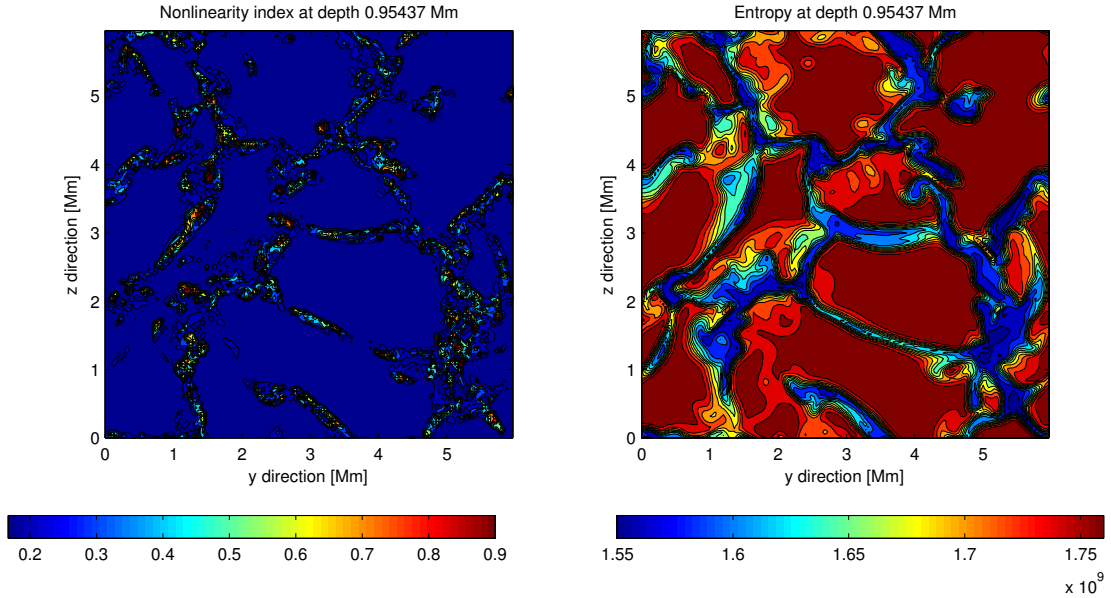 Nonlinearity index at depth 0.95437 Mm
5
4
3
2
1
0
z direction [Mm]
0 1 2 3 4 5
y direction [Mm]
0.2 0.3 0.4 0.5 0.6 0.7 0.8 0.9
Entropy at depth 0.95437 Mm
5
4
3
2
1
0
z direction [Mm]
0 1 2 3 4 5
y direction [Mm]
1.55 1.6 1.65 1.7 1.75
x 10^9